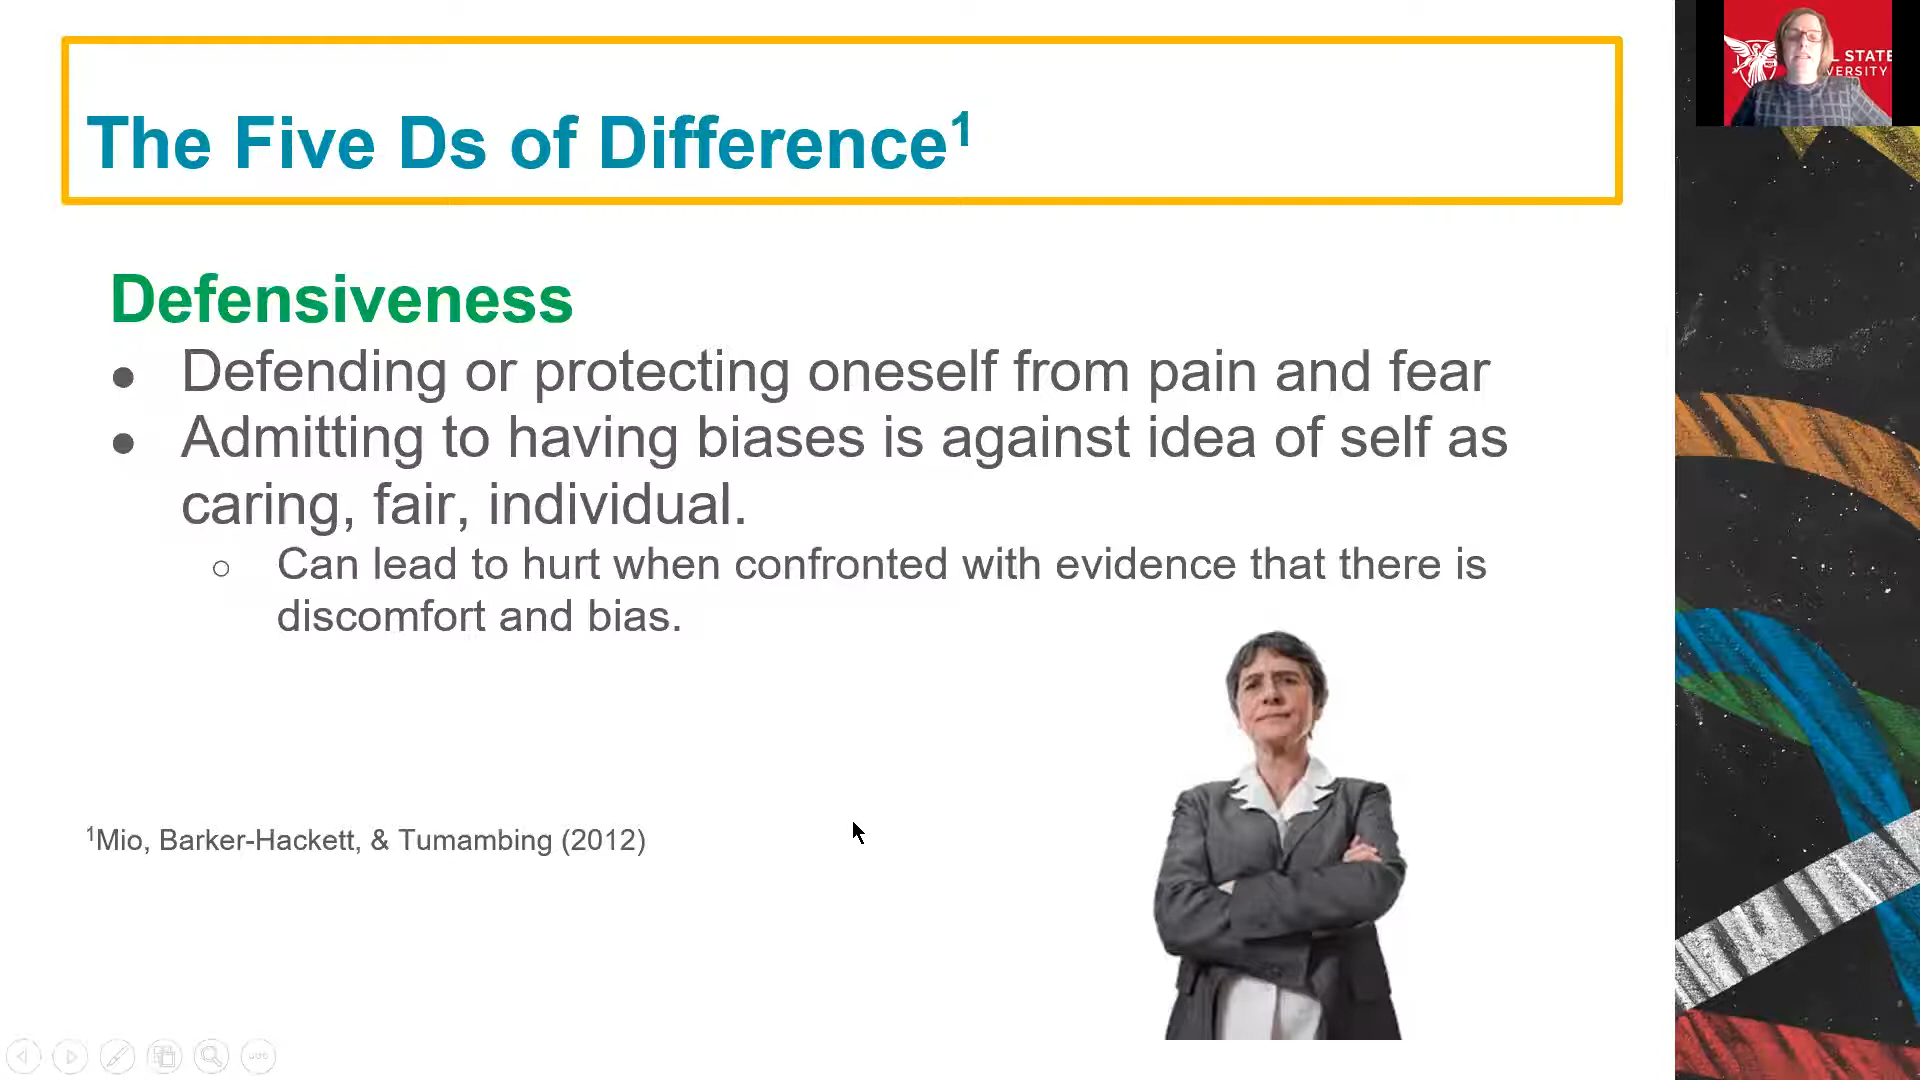 The Five Ds of Difference¹
Defensiveness
● Defending or protecting oneself from pain and fear
● Admitting to having biases is against idea of self as
caring, fair, individual.
○ Can lead to hurt when confronted with evidence that there is
discomfort and bias.
¹Mio, Barker-Hackett, & Tumambing (2012)
L STATE
VERSITY